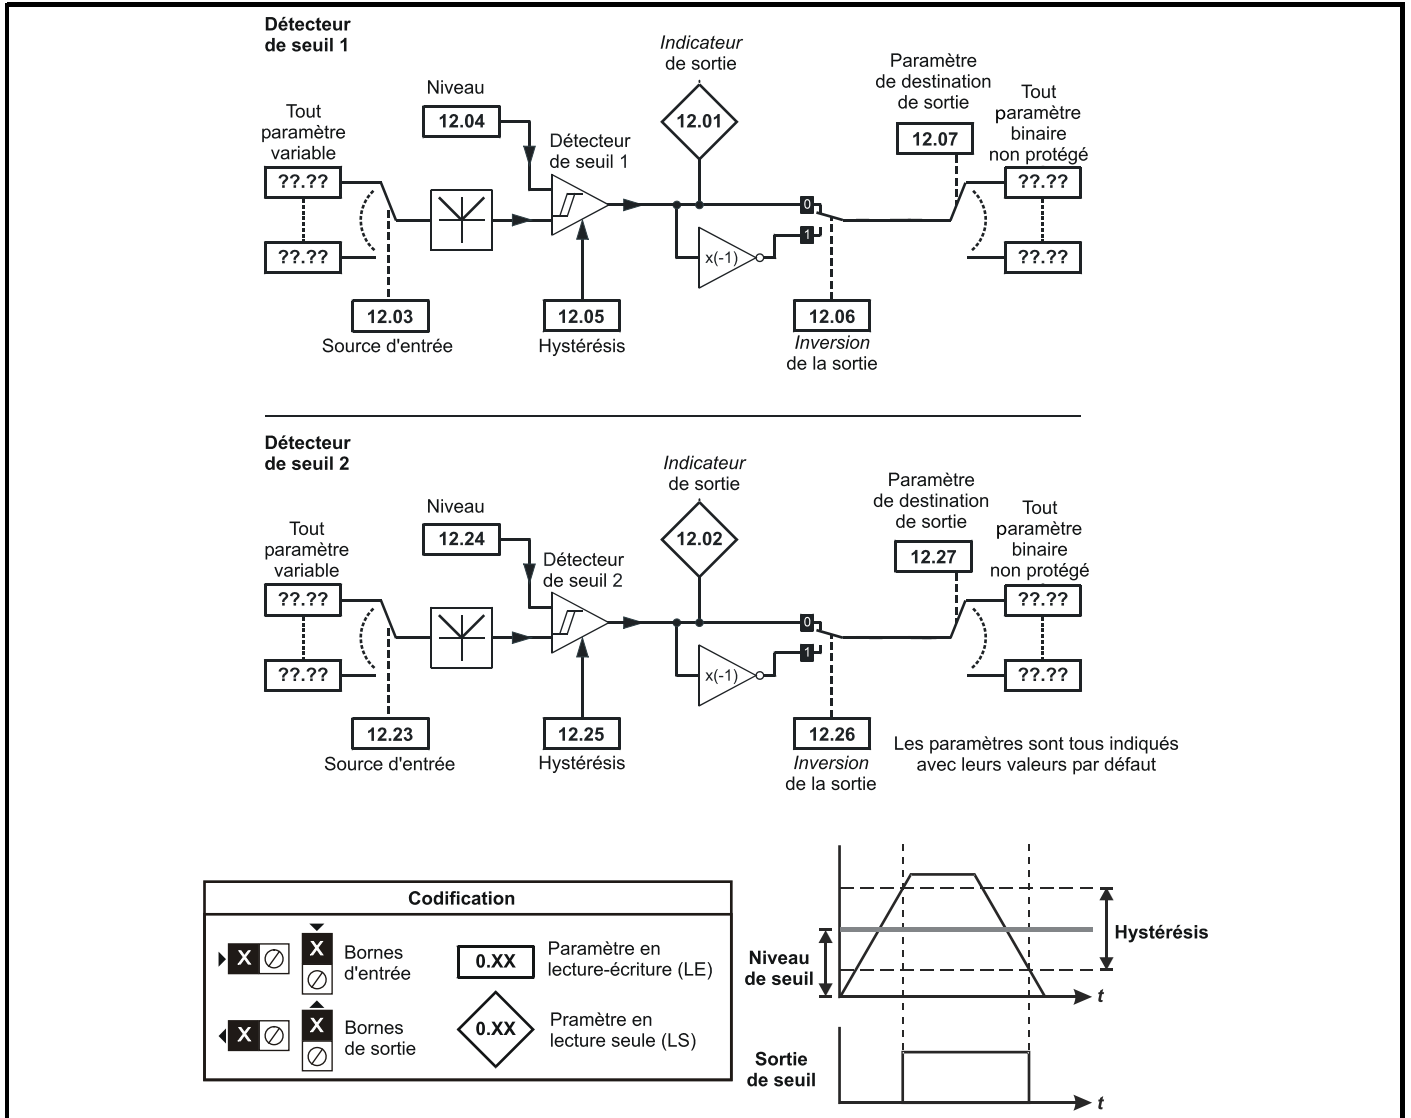 Détecteur
de seuil 1
Indicateur
de sortie
Paramètre
de destination
de sortie
Niveau
Tout
paramètre
variable
Tout
paramètre
binaire
non protégé
12.04
12.01
12.07
Détecteur
de seuil 1
??.??
??.??
0
1
x(-1)
??.??
??.??
12.03
12.05
12.06
Source d'entrée
Hystérésis
Inversion
de la sortie
Détecteur
de seuil 2
Indicateur
de sortie
Paramètre
de destination
de sortie
Niveau
Tout
paramètre
variable
Tout
paramètre
binaire
non protégé
12.24
12.02
12.27
Détecteur
de seuil 2
??.??
??.??
0
1
x(-1)
??.??
??.??
12.23
12.25
12.26
Source d'entrée
Hystérésis
Inversion
de la sortie
Les paramètres sont tous indiqués
avec leurs valeurs par défaut
Codification
X
X
Bornes
d'entrée
0.XX
Paramètre en
lecture-écriture (LE)
X
X
Bornes
de sortie
0.XX
Pramètre en
lecture seule (LS)
Niveau
de seuil
Hystérésis
t
Sortie
de seuil
t